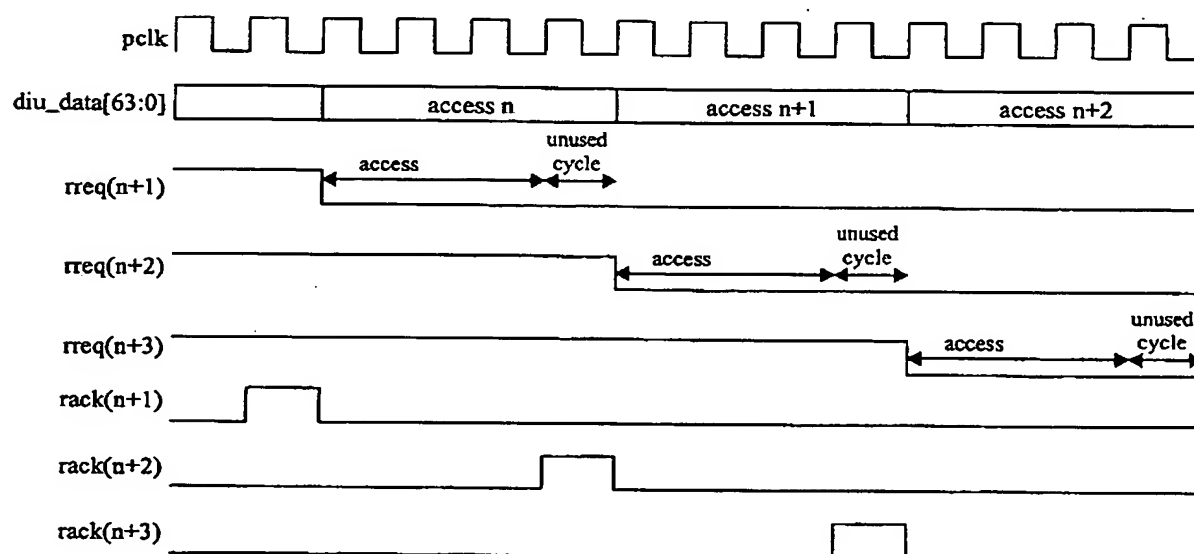 pclk
diu_data[63:0]
access n
access n+1
access n+2
unused
cycle
access
rreq(n+1)
unused
cycle
access
rreq(n+2)
unused
cycle
access
rreq(n+3)
rack(n+1)
rack(n+2)
rack(n+3)